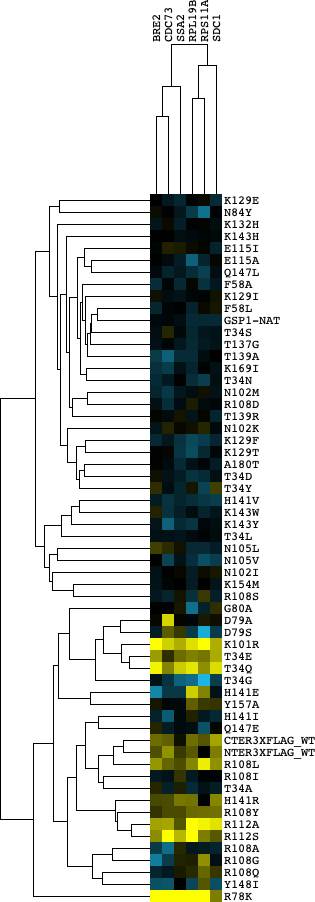 BRE2
CDC73
SSA2
RPL19B
RPS11A
SDC1
K129E
N84Y
K132H
K143H
E115I
E115A
Q147L
F58A
K129I
F58L
GSP1-NAT
T34S
T137G
T139A
K169I
T34N
N102M
R108D
T139R
N102K
K129F
K129T
A180T
T34D
T34Y
H141V
K143W
K143Y
T34L
N105L
N105V
N102I
K154M
R108S
G80A
D79A
D79S
K101R
T34E
T34Q
T34G
H141E
Y157A
H141I
Q147E
CTER3XFLAG_WT
NTER3XFLAG_WT
R108L
R108I
T34A
H141R
R108Y
R112A
R112S
R108A
R108G
R108Q
Y148I
R78K